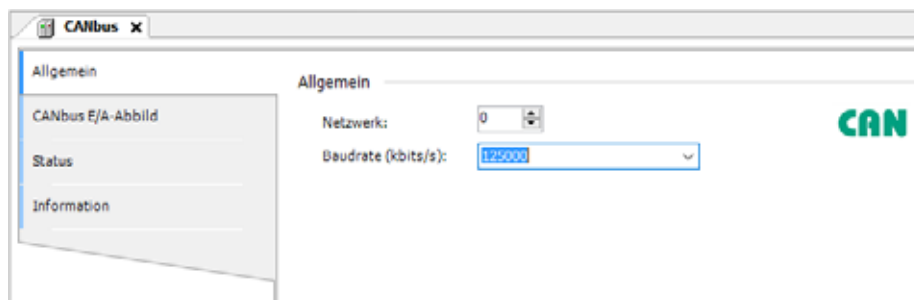 CANbus
Allgemein
CANbus E/A-Abbild
Status
Information
Allgemein
Netzwerk: 0
Baudrate (kbits/s): 125000
CAN